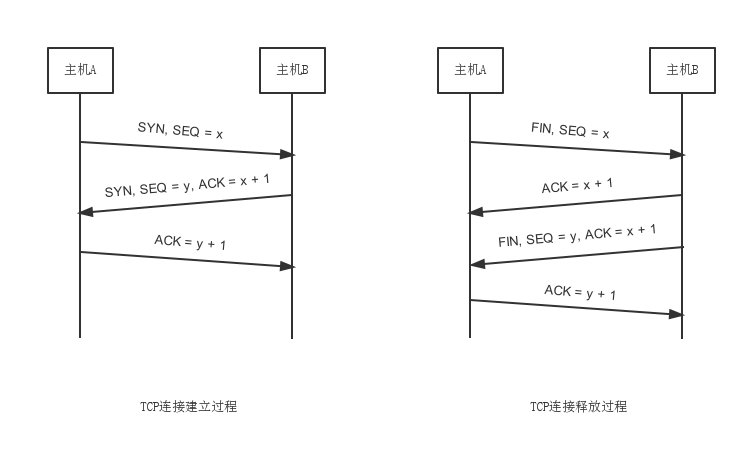 主机A
主机B
SYN, SEQ = x
SYN, SEQ = y, ACK = x + 1
ACK = y + 1
TCP连接建立过程
主机A
主机B
FIN, SEQ = x
ACK = x + 1
FIN, SEQ = y, ACK = x + 1
ACK = y + 1
TCP连接释放过程